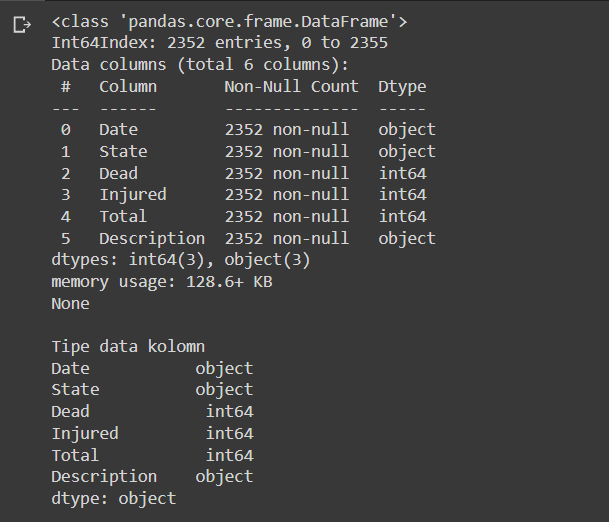 <class 'pandas.core.frame.DataFrame'>
Int64Index: 2352 entries, 0 to 2355
Data columns (total 6 columns):
 #   Column       Non-Null Count  Dtype
---  ------       --------------  -----
 0   Date         2352 non-null   object
 1   State        2352 non-null   object
 2   Dead         2352 non-null   int64
 3   Injured      2352 non-null   int64
 4   Total        2352 non-null   int64
 5   Description  2352 non-null   object
dtypes: int64(3), object(3)
memory usage: 128.6+ KB
None

Tipe data kolomn
Date           object
State          object
Dead            int64
Injured         int64
Total           int64
Description    object
dtype: object